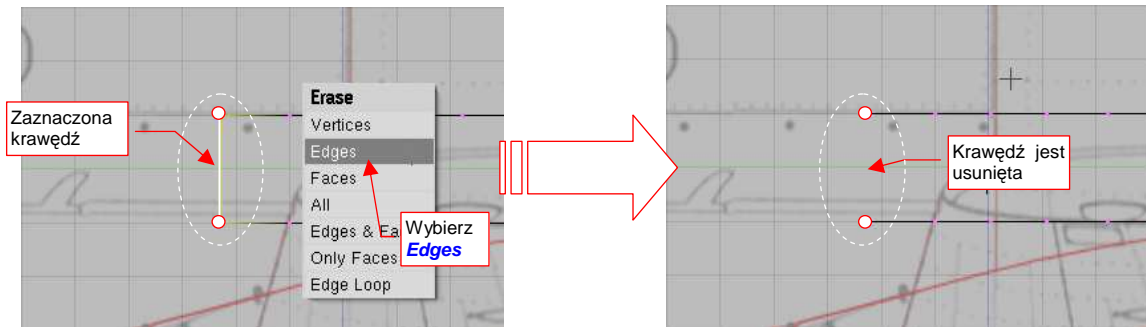 Zaznaczona
krawędź
Erase
Vertices
Edges
Faces
All
Edges & Fa
Only Faces
Edge Loop
Wybierz
Edges
Krawędź jest
usunięta